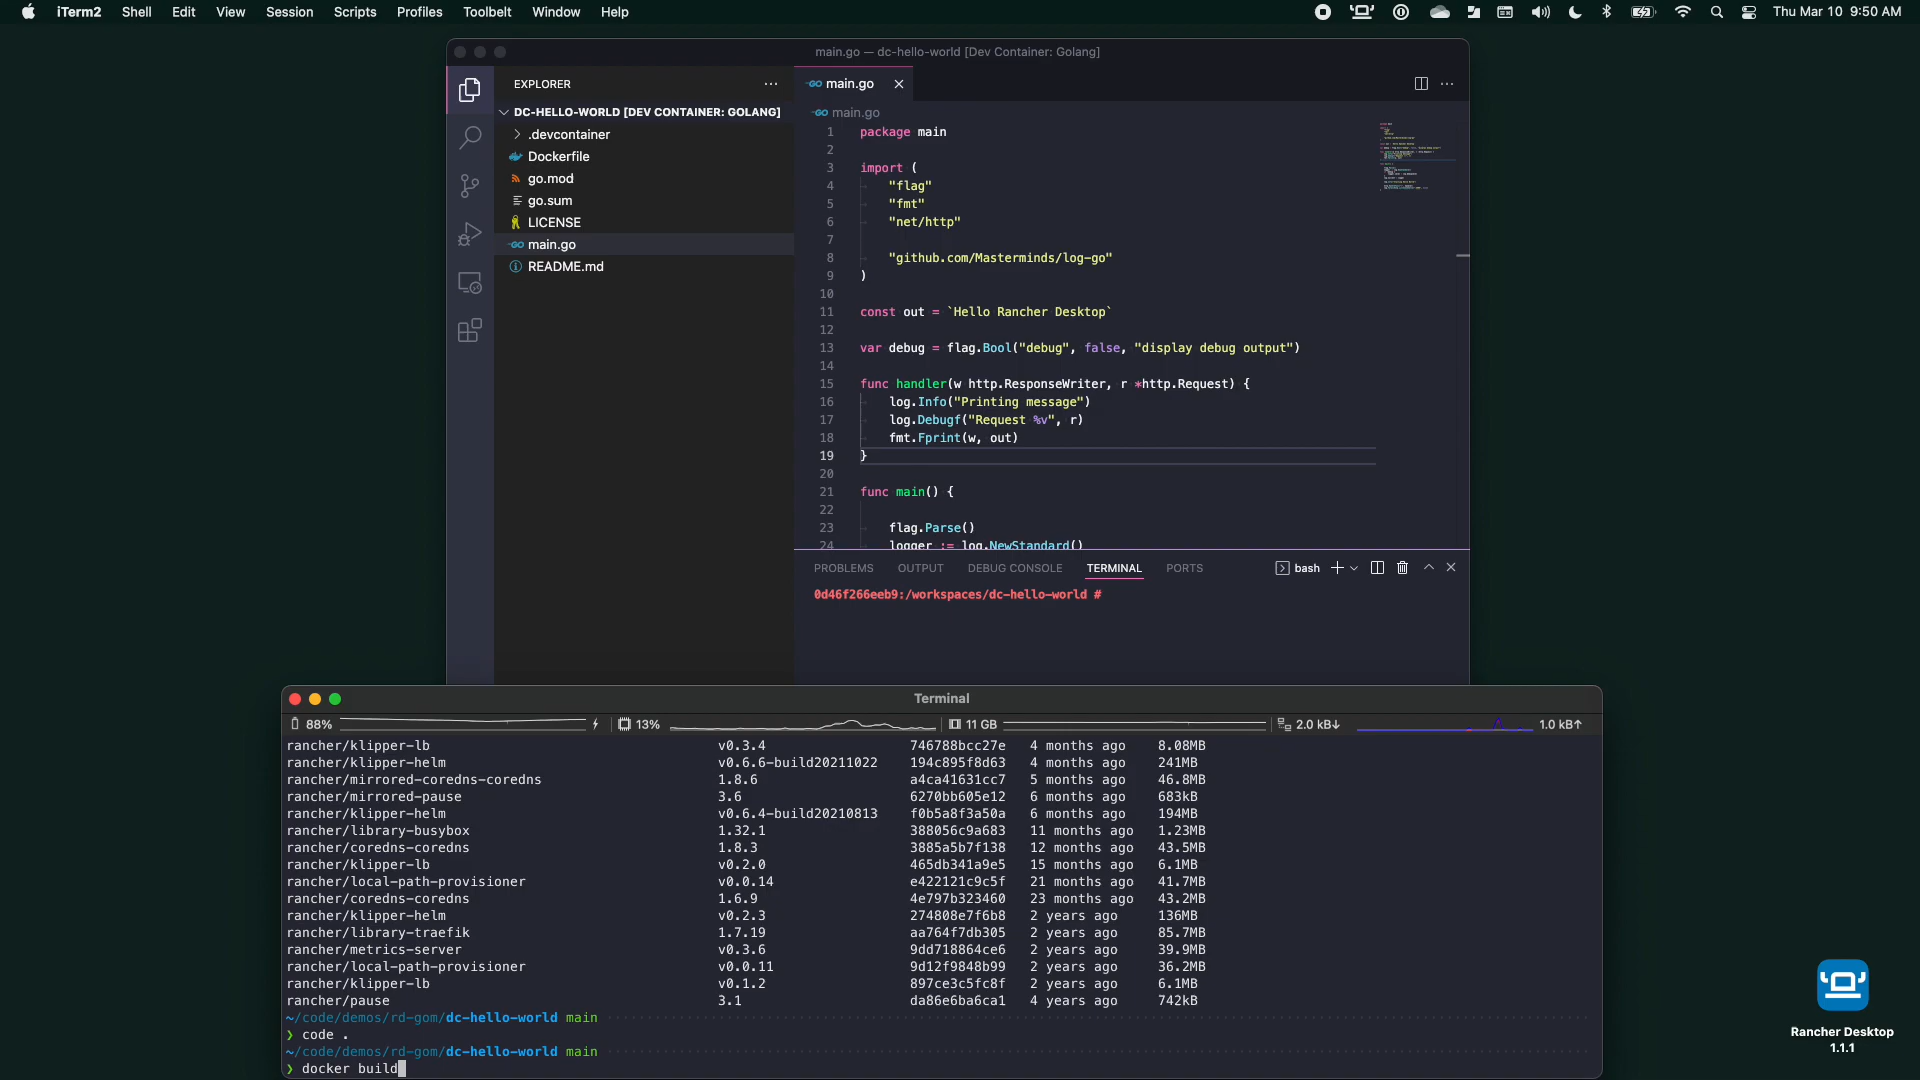 iTerm2 Shell Edit View Session Scripts Profiles Toolbelt Window Help
Thu Mar 10 9:50 AM
main.go — dc-hello-world [Dev Container: Golang]
EXPLORER
DC-HELLO-WORLD [DEV CONTAINER: GOLANG]
.devcontainer
Dockerfile
go.mod
go.sum
LICENSE
main.go
README.md
main.go
main.go
1 package main
2
3 import (
4 "flag"
5 "fmt"
6 "net/http"
7
8 "github.com/Masterminds/log-go"
9 )
10
11 const out = `Hello Rancher Desktop`
12
13 var debug = flag.Bool("debug", false, "display debug output")
14
15 func handler(w http.ResponseWriter, r *http.Request) {
16 log.Info("Printing message")
17 log.Debugf("Request %v", r)
18 fmt.Fprint(w, out)
19 }
20
21 func main() {
22
23 flag.Parse()
24 logger := log.NewStandard()
PROBLEMS OUTPUT DEBUG CONSOLE TERMINAL PORTS
bash
0d46f266eeb9:/workspaces/dc-hello-world #
Terminal
88% 13% 11 GB 2.0 kB↓ 1.0 kB↑
rancher/klipper-lb v0.3.4 746788bcc27e 4 months ago 8.08MB
rancher/klipper-helm v0.6.6-build20211022 194c895f8d63 4 months ago 241MB
rancher/mirrored-coredns-coredns 1.8.6 a4ca41631cc7 5 months ago 46.8MB
rancher/mirrored-pause 3.6 6270bb605e12 6 months ago 683kB
rancher/klipper-helm v0.6.4-build20210813 f0b5a8f3a50a 6 months ago 194MB
rancher/library-busybox 1.32.1 388056c9a683 11 months ago 1.23MB
rancher/coredns-coredns 1.8.3 3885a5b7f138 12 months ago 43.5MB
rancher/klipper-lb v0.2.0 465db341a9e5 15 months ago 6.1MB
rancher/local-path-provisioner v0.0.14 e422121c9c5f 21 months ago 41.7MB
rancher/coredns-coredns 1.6.9 4e797b323460 23 months ago 43.2MB
rancher/klipper-helm v0.2.3 274808e7f6b8 2 years ago 136MB
rancher/library-traefik 1.7.19 aa764f7db305 2 years ago 85.7MB
rancher/metrics-server v0.3.6 9dd718864ce6 2 years ago 39.9MB
rancher/local-path-provisioner v0.0.11 9d12f9848b99 2 years ago 36.2MB
rancher/klipper-lb v0.1.2 897ce3c5fc8f 2 years ago 6.1MB
rancher/pause 3.1 da86e6ba6ca1 4 years ago 742kB
~/code/demos/rd-gom/dc-hello-world main
❯ code .
~/code/demos/rd-gom/dc-hello-world main
❯ docker build
Rancher Desktop
1.1.1